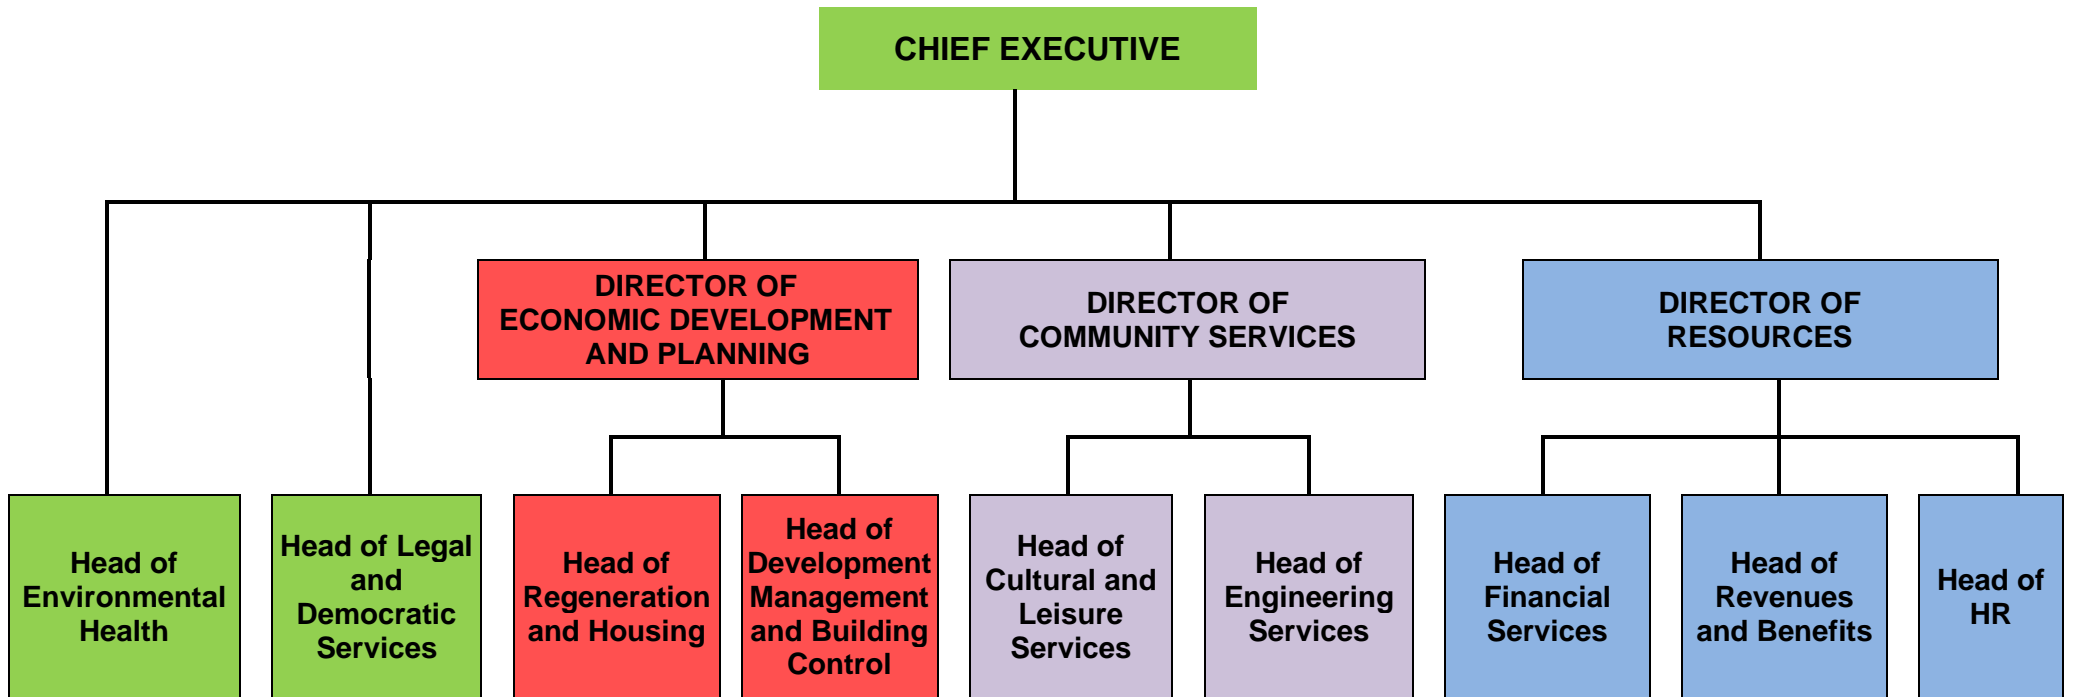 CHIEF EXECUTIVE
DIRECTOR OF
ECONOMIC DEVELOPMENT
AND PLANNING
DIRECTOR OF
COMMUNITY SERVICES
DIRECTOR OF
RESOURCES
Head of
Environmental
Health
Head of Legal
and
Democratic
Services
Head of
Regeneration
and Housing
Head of
Development
Management
and Building
Control
Head of
Cultural and
Leisure
Services
Head of
Engineering
Services
Head of
Financial
Services
Head of
Revenues
and Benefits
Head of
HR